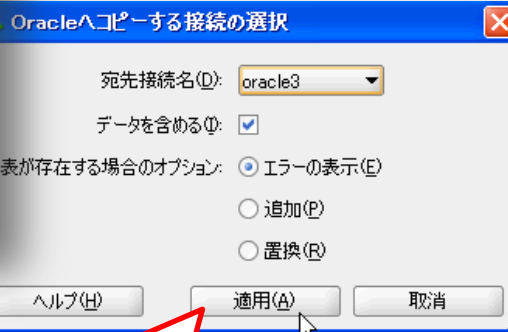 Oracleへコピーする接続の選択
宛先接続名(D): oracle3
データを含める(I):
表が存在する場合のオプション: エラーの表示(E)
追加(P)
置換(R)
ヘルプ(H) 適用(A) 取消